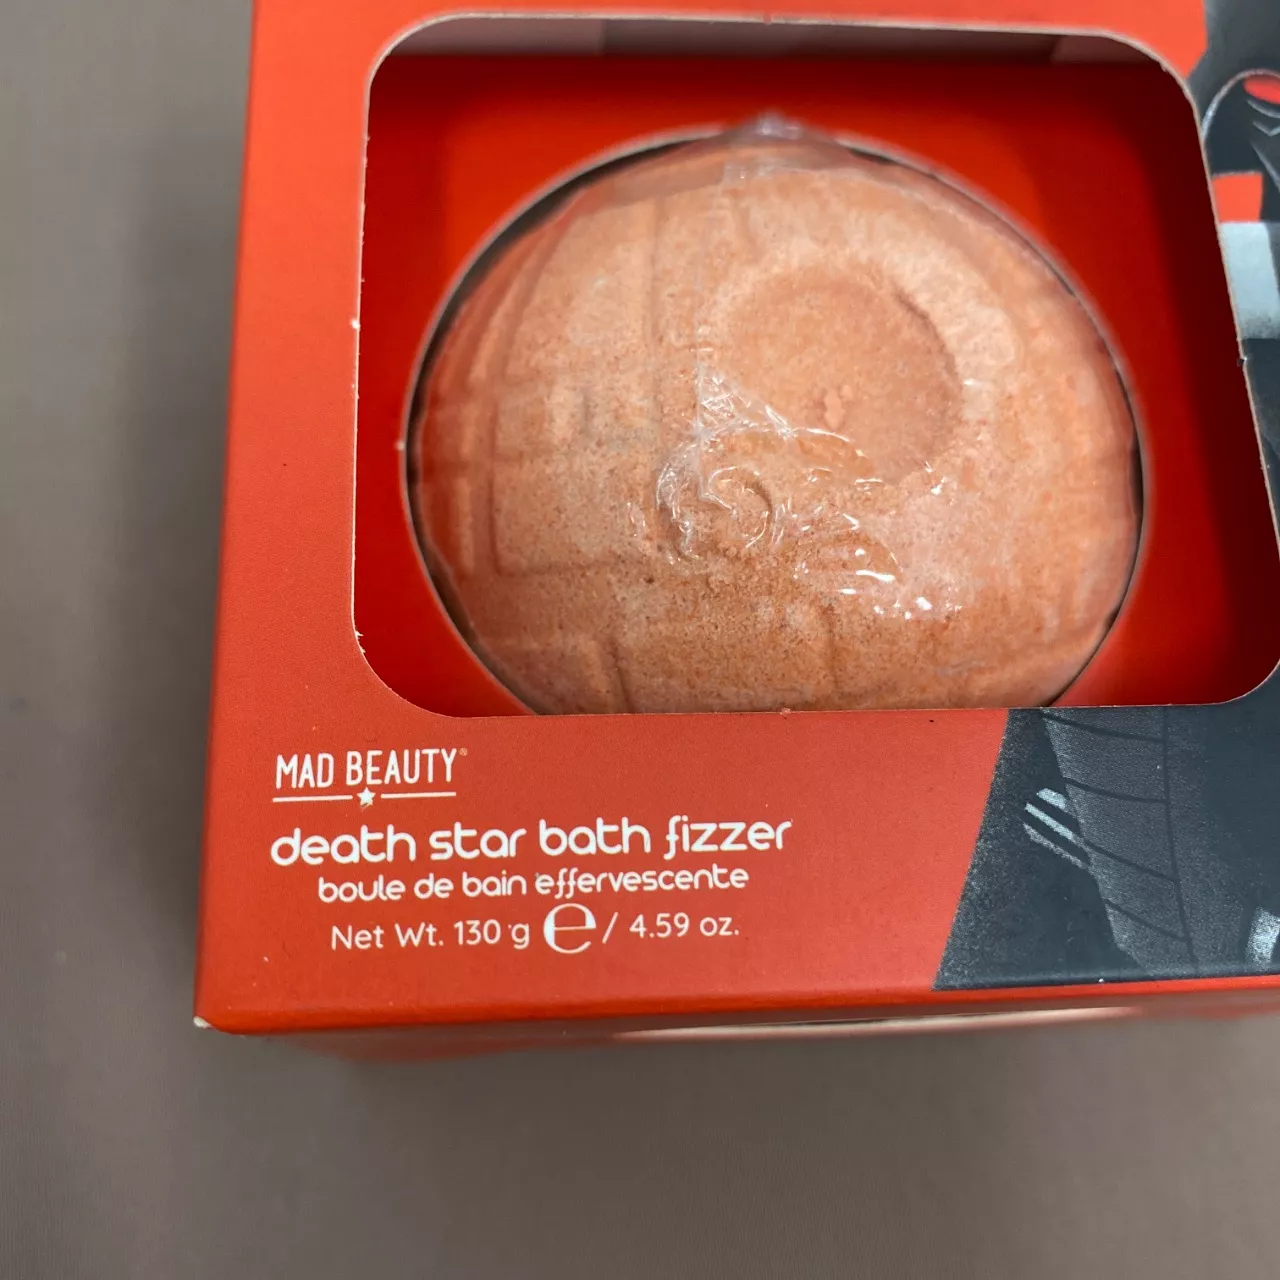 MAD BEAUTY®
death star bath fizzer
boule de bain effervescente
Net Wt. 130 g ℮ / 4.59 oz.